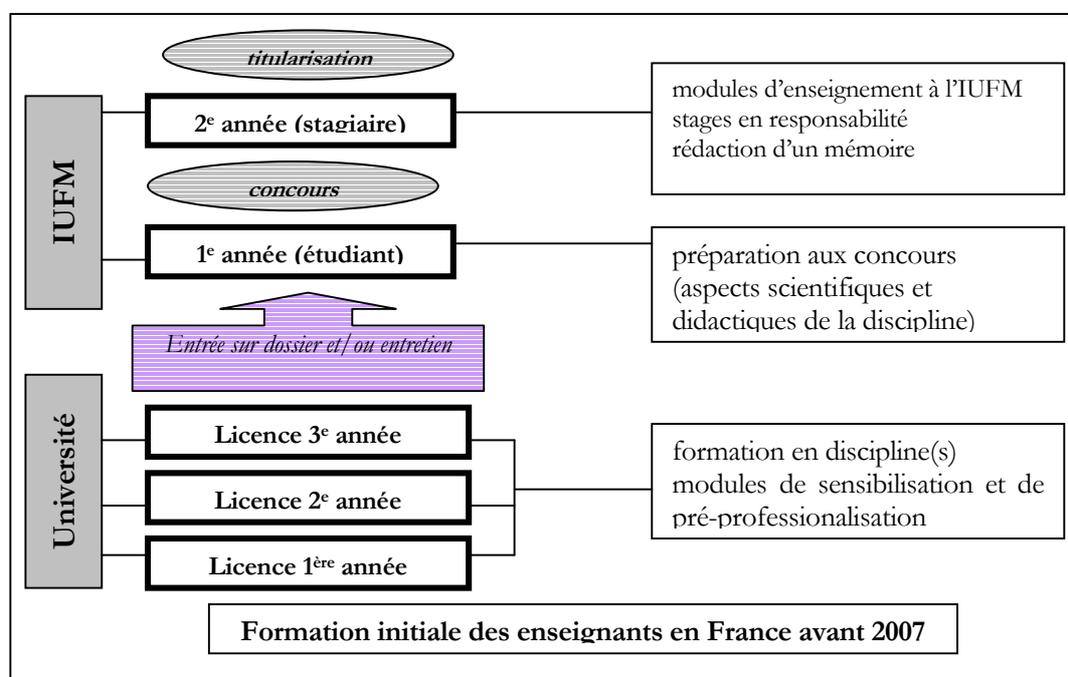 titularisation
IUFM
2e année (stagiaire)
modules d’enseignement à l’IUFM
stages en responsabilité
rédaction d’un mémoire
concours
1e année (étudiant)
préparation aux concours
(aspects scientifiques et
didactiques de la discipline)
Entrée sur dossier et/ou entretien
Université
Licence 3e année
Licence 2e année
Licence 1ère année
formation en discipline(s)
modules de sensibilisation et de
pré-professionalisation
Formation initiale des enseignants en France avant 2007